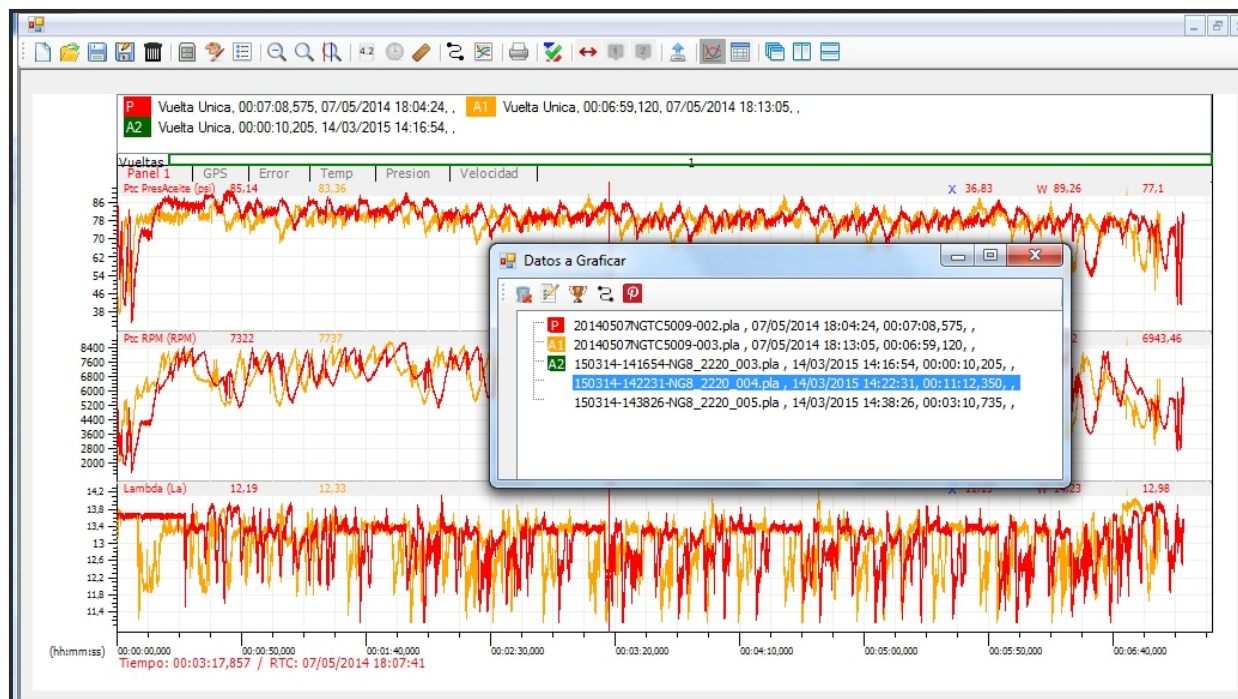 4.2
1
2
P Vuelta Unica, 00:07:08,575, 07/05/2014 18:04:24, , A1 Vuelta Unica, 00:06:59,120, 07/05/2014 18:13:05, ,
A2 Vuelta Unica, 00:00:10,205, 14/03/2015 14:16:54, ,
Vueltas 1
Panel 1 | GPS | Error | Temp | Presion | Velocidad |
Ptc PresAceite (psi) 85,14 83,36 X 36,83 W 89,26 ¡ 77,1
86
78
70
62
54
46
38
Datos a Graficar
P 20140507NGTC5009-002.pla , 07/05/2014 18:04:24, 00:07:08,575, ,
A1 20140507NGTC5009-003.pla , 07/05/2014 18:13:05, 00:06:59,120, ,
A2 150314-141654-NG8_2220_003.pla , 14/03/2015 14:16:54, 00:00:10,205, ,
150314-142231-NG8_2220_004.pla , 14/03/2015 14:22:31, 00:11:12,350, ,
150314-143826-NG8_2220_005.pla , 14/03/2015 14:38:26, 00:03:10,735, ,
Ptc RPM (RPM) 7322 7737 6943,46
8400
7600
6800
6000
5200
4400
3600
2800
2000
Lambda (La) 12,19 12,33 12,98
14,2
13,8
13,4
13
12,6
12,2
11,8
11,4
(hh:mm:ss) 00:00:00,000 00:00:50,000 00:01:40,000 00:02:30,000 00:03:20,000 00:04:10,000 00:05:00,000 00:05:50,000 00:06:40,000
Tiempo: 00:03:17,857 / RTC: 07/05/2014 18:07:41